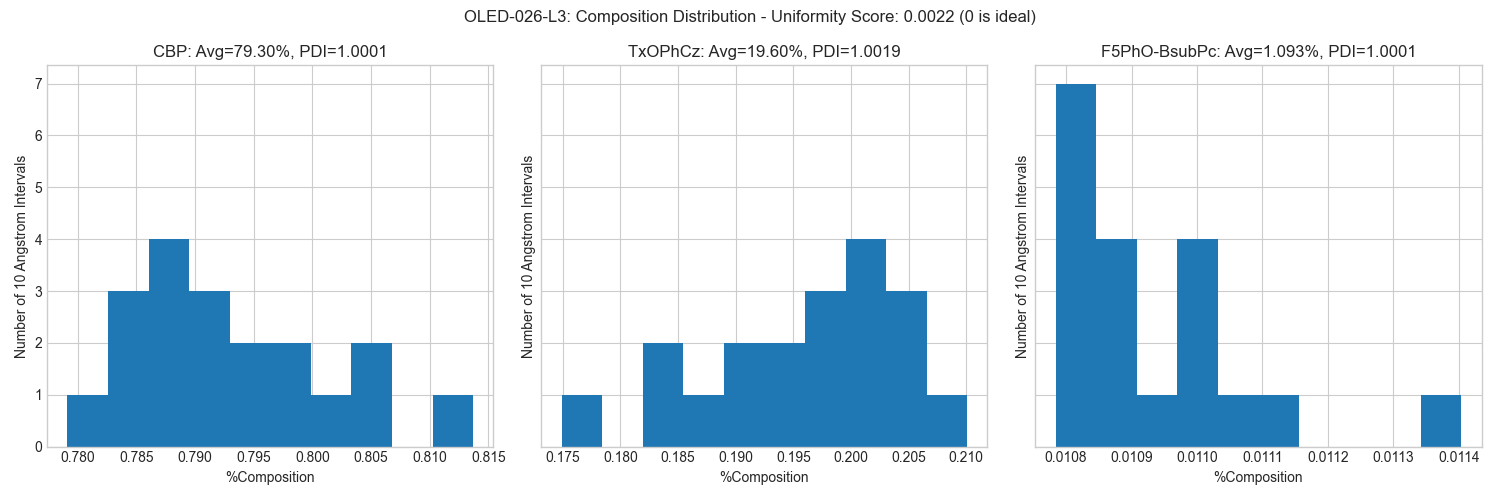 OLED-026-L3: Composition Distribution - Uniformity Score: 0.0022 (0 is ideal)
CBP: Avg=79.30%, PDI=1.0001
7
6
5
4
3
2
1
0
Number of 10 Angstrom Intervals
0.780 0.785 0.790 0.795 0.800 0.805 0.810 0.815
%Composition
TxOPhCz: Avg=19.60%, PDI=1.0019
Number of 10 Angstrom Intervals
0.175 0.180 0.185 0.190 0.195 0.200 0.205 0.210
%Composition
F5PhO-BsubPc: Avg=1.093%, PDI=1.0001
Number of 10 Angstrom Intervals
0.0108 0.0109 0.0110 0.0111 0.0112 0.0113 0.0114
%Composition